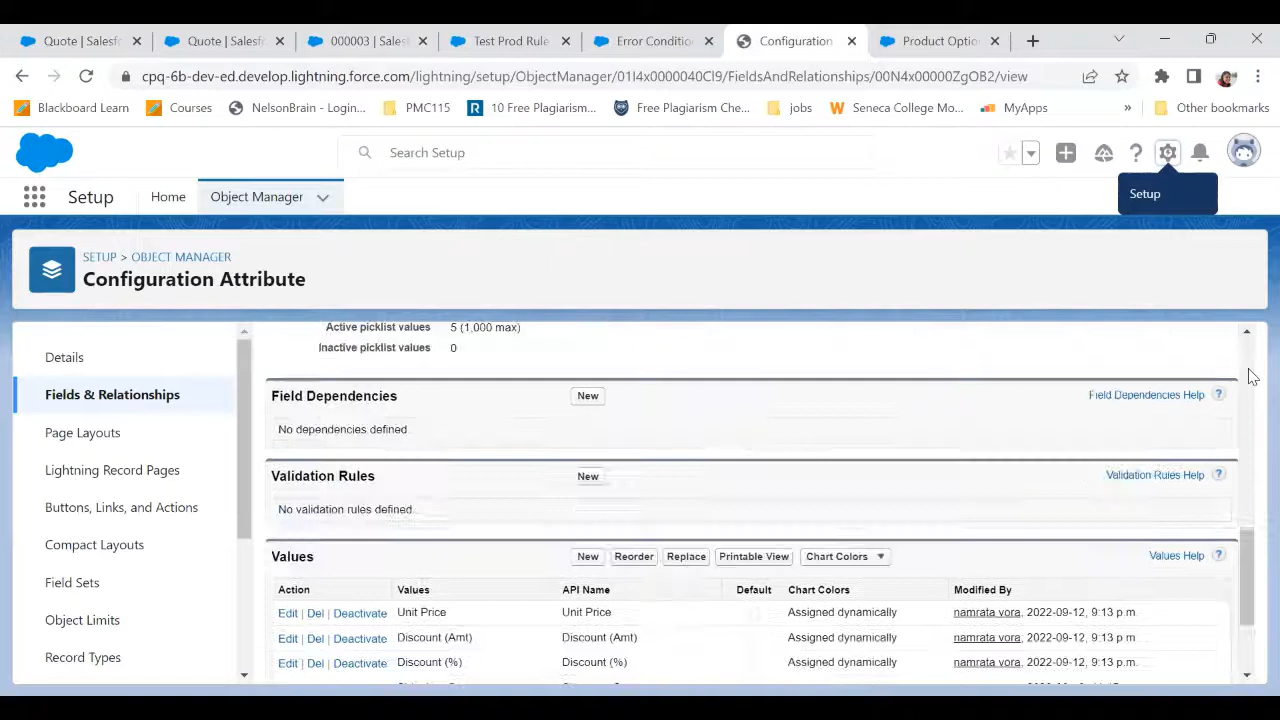 Quote | Salesfo
Quote | Salesfo
000003 | Sales
Test Prod Rule
Error Conditio
Configuration
Product Optio
cpq-6b-dev-ed.develop.lightning.force.com/lightning/setup/ObjectManager/01I4x0000040Cl9/FieldsAndRelationships/00N4x00000ZgOB2/view
Blackboard Learn
Courses
NelsonBrain - Login...
PMC115
10 Free Plagiarism...
Free Plagiarism Che...
jobs
Seneca College Mo...
MyApps
»
Other bookmarks
Search Setup
Setup
Home
Object Manager
Setup
SETUP > OBJECT MANAGER
Configuration Attribute
Details
Fields & Relationships
Page Layouts
Lightning Record Pages
Buttons, Links, and Actions
Compact Layouts
Field Sets
Object Limits
Record Types
Active picklist values 5 (1,000 max)
Inactive picklist values 0
Field Dependencies New Field Dependencies Help ?
No dependencies defined.
Validation Rules New Validation Rules Help ?
No validation rules defined.
Values New Reorder Replace Printable View Chart Colors Values Help ?
Action Values API Name Default Chart Colors Modified By
Edit | Del | Deactivate Unit Price Unit Price Assigned dynamically namrata vora, 2022-09-12, 9:13 p.m.
Edit | Del | Deactivate Discount (Amt) Discount (Amt) Assigned dynamically namrata vora, 2022-09-12, 9:13 p.m.
Edit | Del | Deactivate Discount (%) Discount (%) Assigned dynamically namrata vora, 2022-09-12, 9:13 p.m.